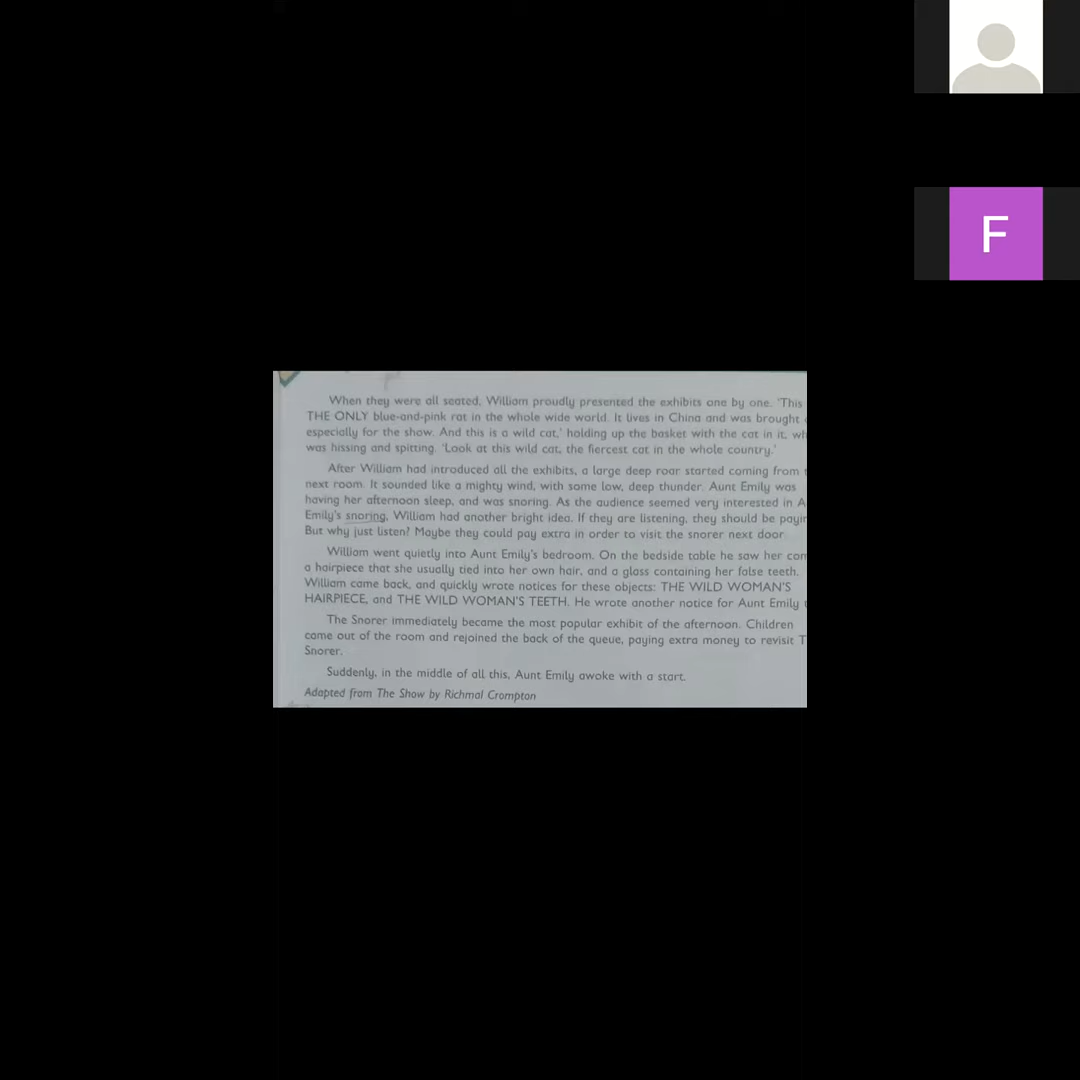 F
When they were all seated, William proudly presented the exhibits one by one. 'This
THE ONLY blue-and-pink rat in the whole wide world. It lives in China and was brought
especially for the show. And this is a wild cat,' holding up the basket with the cat in it, wh
was hissing and spitting. 'Look at this wild cat, the fiercest cat in the whole country.'
After William had introduced all the exhibits, a large deep roar started coming from t
next room. It sounded like a mighty wind, with some low, deep thunder. Aunt Emily was
having her afternoon sleep, and was snoring. As the audience seemed very interested in A
Emily's snoring, William had another bright idea. If they are listening, they should be payin
But why just listen? Maybe they could pay extra in order to visit the snorer next door.
William went quietly into Aunt Emily's bedroom. On the bedside table he saw her com
a hairpiece that she usually tied into her own hair, and a glass containing her false teeth.
William came back, and quickly wrote notices for these objects: THE WILD WOMAN'S
HAIRPIECE, and THE WILD WOMAN'S TEETH. He wrote another notice for Aunt Emily t
The Snorer immediately became the most popular exhibit of the afternoon. Children
came out of the room and rejoined the back of the queue, paying extra money to revisit T
Snorer.
Suddenly, in the middle of all this, Aunt Emily awoke with a start.
Adapted from The Show by Richmal Crompton